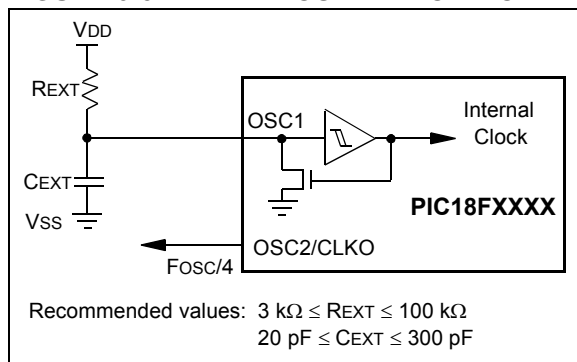 VDD
REXT
OSC1
Internal
Clock
CEXT
PIC18FXXXX
VSS
OSC2/CLKO
FOSC/4
Recommended values: 3 kΩ ≤ REXT ≤ 100 kΩ
20 pF ≤ CEXT ≤ 300 pF